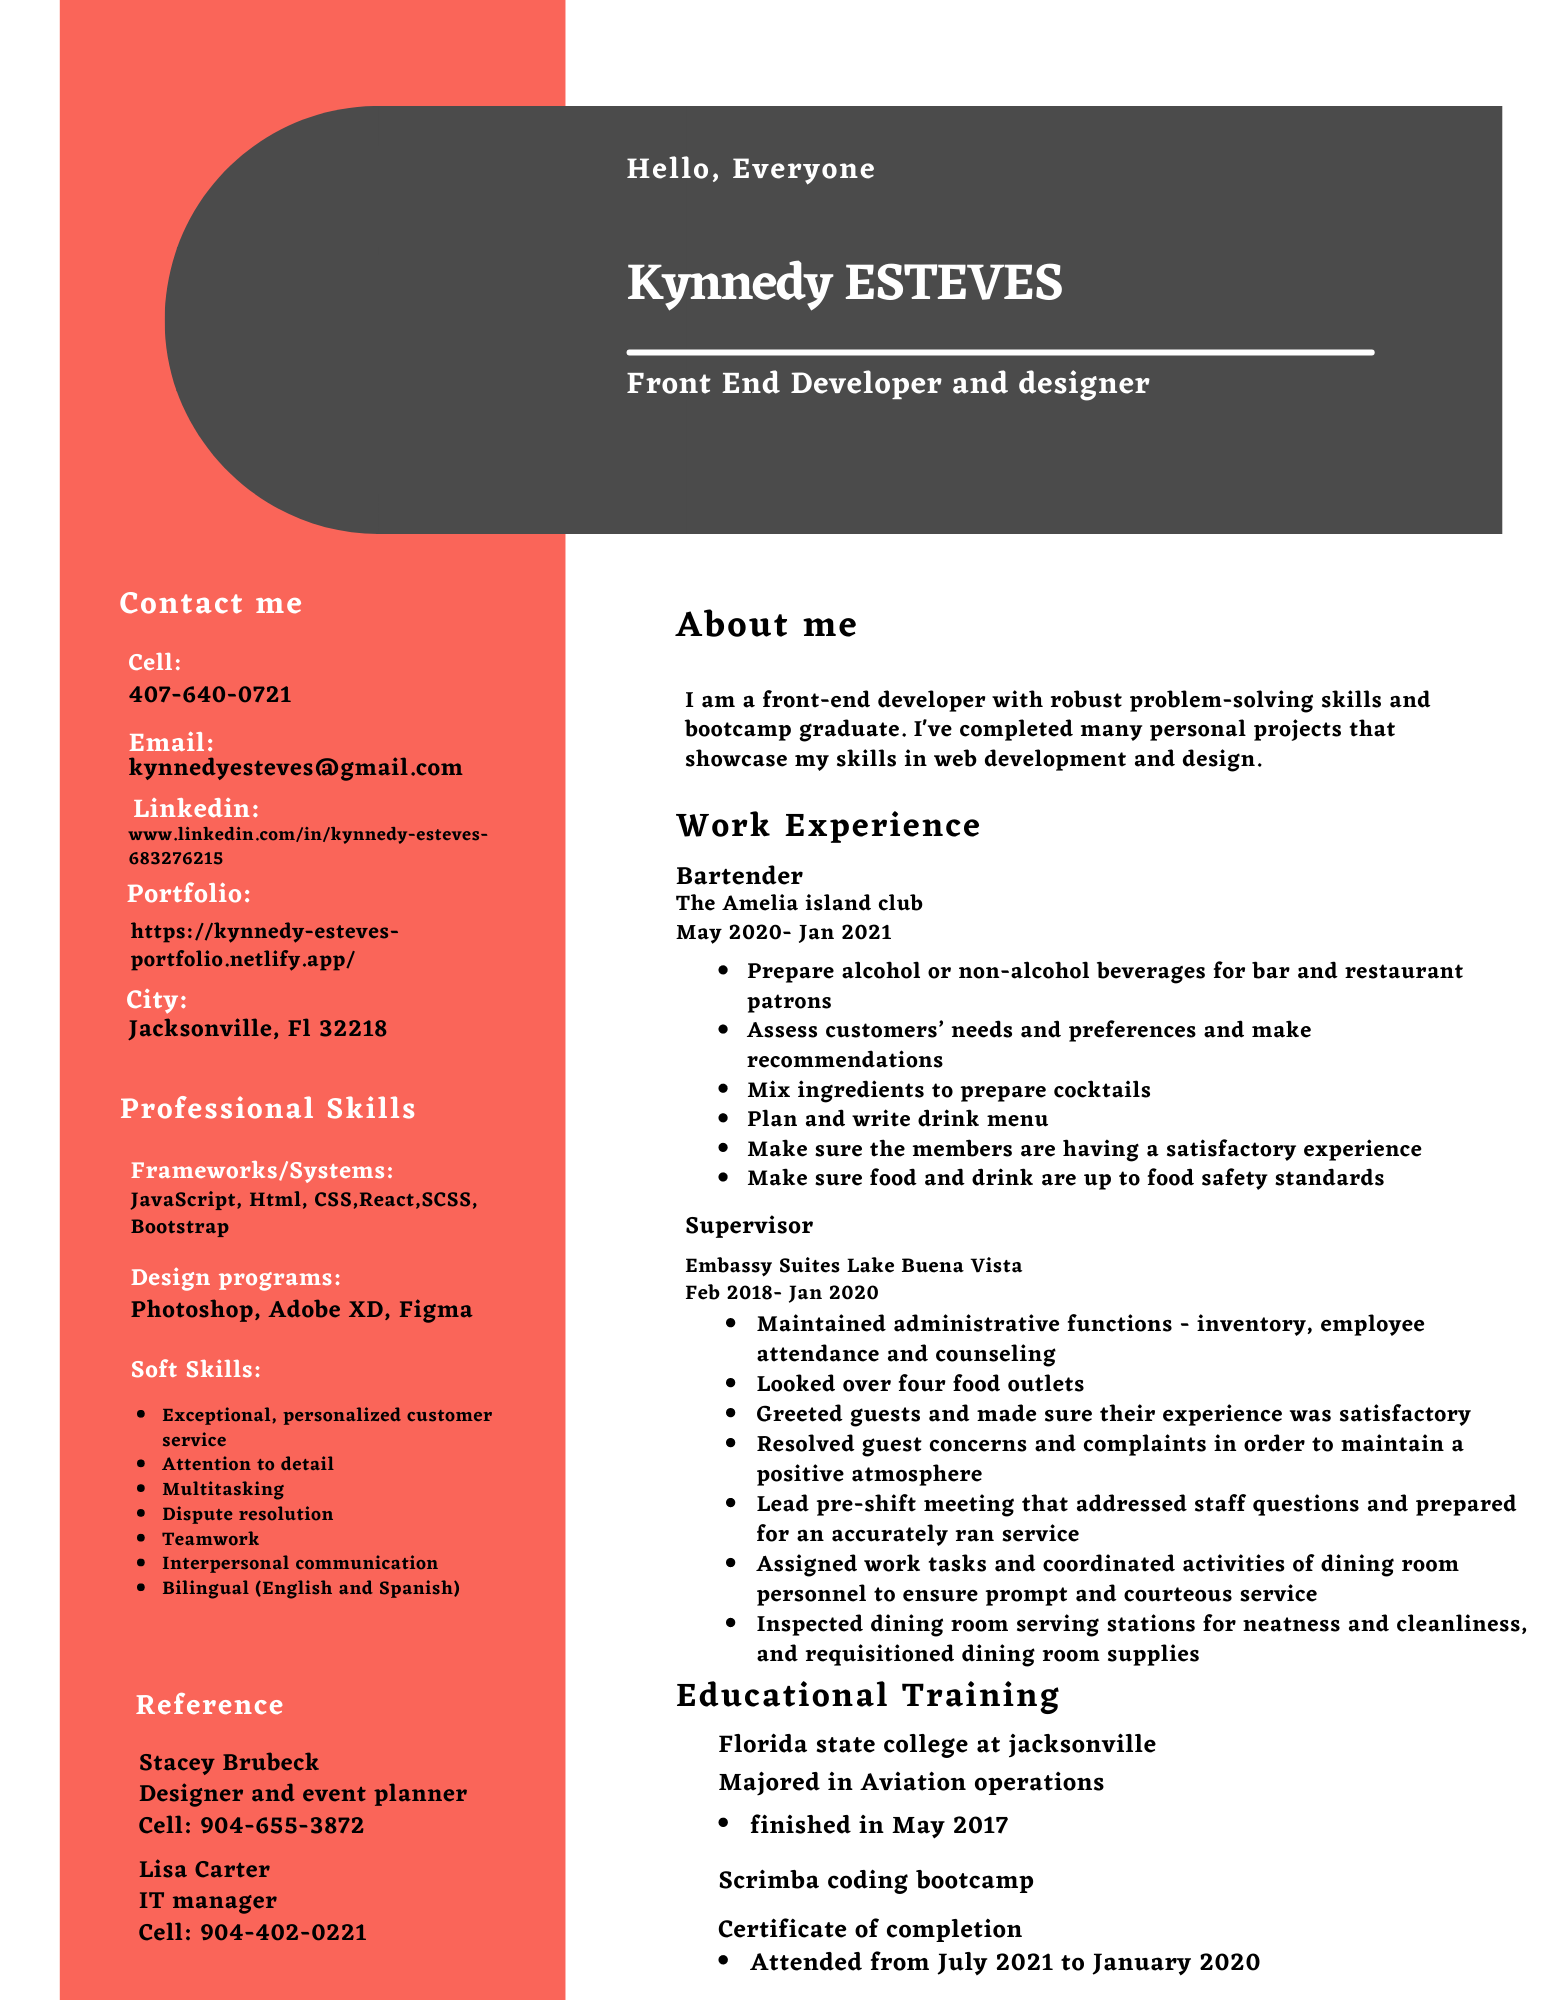 Hello, Everyone
Kynnedy ESTEVES
Front End Developer and designer
Contact me
Cell:
407-640-0721
Email:
kynnedyesteves@gmail.com
Linkedin:
www.linkedin.com/in/kynnedy-esteves-
683276215
Portfolio:
https://kynnedy-esteves-
portfolio.netlify.app/
City:
Jacksonville, Fl 32218
Professional Skills
Frameworks/Systems:
JavaScript, Html, CSS,React,SCSS,
Bootstrap
Design programs:
Photoshop, Adobe XD, Figma
Soft Skills:
• Exceptional, personalized customer
service
• Attention to detail
• Multitasking
• Dispute resolution
• Teamwork
• Interpersonal communication
• Bilingual (English and Spanish)
Reference
Stacey Brubeck
Designer and event planner
Cell: 904-655-3872
Lisa Carter
IT manager
Cell: 904-402-0221
About me
I am a front-end developer with robust problem-solving skills and
bootcamp graduate. I've completed many personal projects that
showcase my skills in web development and design.
Work Experience
Bartender
The Amelia island club
May 2020- Jan 2021
• Prepare alcohol or non-alcohol beverages for bar and restaurant
patrons
• Assess customers’ needs and preferences and make
recommendations
• Mix ingredients to prepare cocktails
• Plan and write drink menu
• Make sure the members are having a satisfactory experience
• Make sure food and drink are up to food safety standards
Supervisor
Embassy Suites Lake Buena Vista
Feb 2018- Jan 2020
• Maintained administrative functions - inventory, employee
attendance and counseling
• Looked over four food outlets
• Greeted guests and made sure their experience was satisfactory
• Resolved guest concerns and complaints in order to maintain a
positive atmosphere
• Lead pre-shift meeting that addressed staff questions and prepared
for an accurately ran service
• Assigned work tasks and coordinated activities of dining room
personnel to ensure prompt and courteous service
• Inspected dining room serving stations for neatness and cleanliness,
and requisitioned dining room supplies
Educational Training
Florida state college at jacksonville
Majored in Aviation operations
• finished in May 2017
Scrimba coding bootcamp
Certificate of completion
• Attended from July 2021 to January 2020